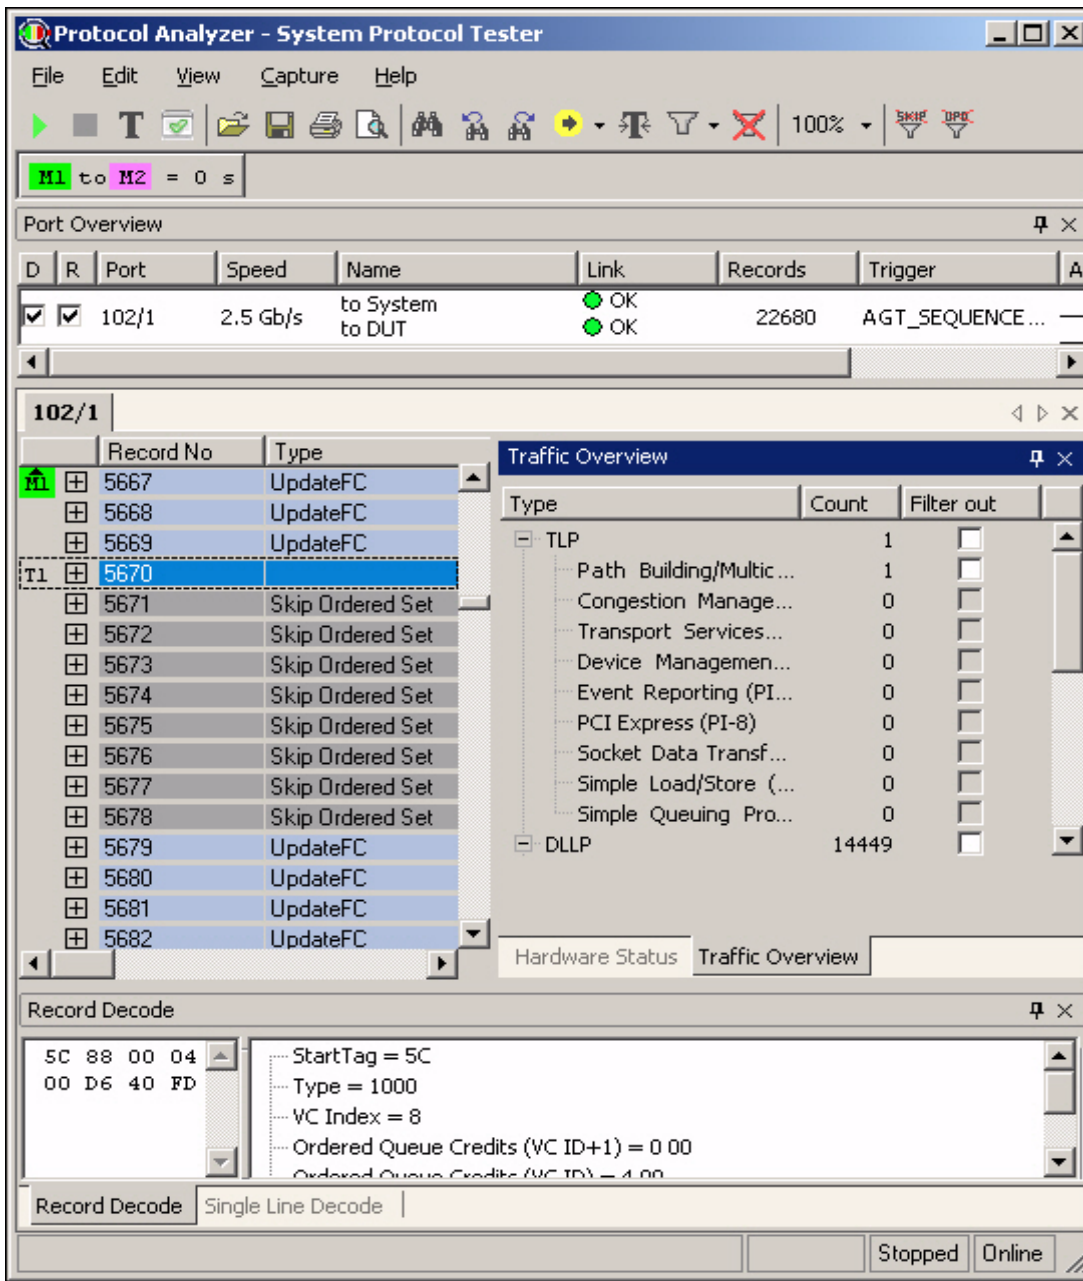 Protocol Analyzer - System Protocol Tester
File Edit View Capture Help
T 100% SKIP UPD
M1 to M2 = 0 s
Port Overview
D R Port Speed Name Link Records Trigger A
102/1 2.5 Gb/s to System OK 22680 AGT_SEQUENCE...
to DUT OK
102/1
Record No Type
M1 5667 UpdateFC
5668 UpdateFC
5669 UpdateFC
T1 5670
5671 Skip Ordered Set
5672 Skip Ordered Set
5673 Skip Ordered Set
5674 Skip Ordered Set
5675 Skip Ordered Set
5676 Skip Ordered Set
5677 Skip Ordered Set
5678 Skip Ordered Set
5679 UpdateFC
5680 UpdateFC
5681 UpdateFC
5682 UpdateFC
Traffic Overview
Type Count Filter out
TLP 1
Path Building/Multic... 1
Congestion Manage... 0
Transport Services... 0
Device Managemen... 0
Event Reporting (PI... 0
PCI Express (PI-8) 0
Socket Data Transf... 0
Simple Load/Store (... 0
Simple Queuing Pro... 0
DLLP 14449
Hardware Status Traffic Overview
Record Decode
5C 88 00 04
00 D6 40 FD
StartTag = 5C
Type = 1000
VC Index = 8
Ordered Queue Credits (VC ID+1) = 0 00
Ordered Queue Credits (VC ID) = 4 00
Record Decode Single Line Decode
Stopped Online